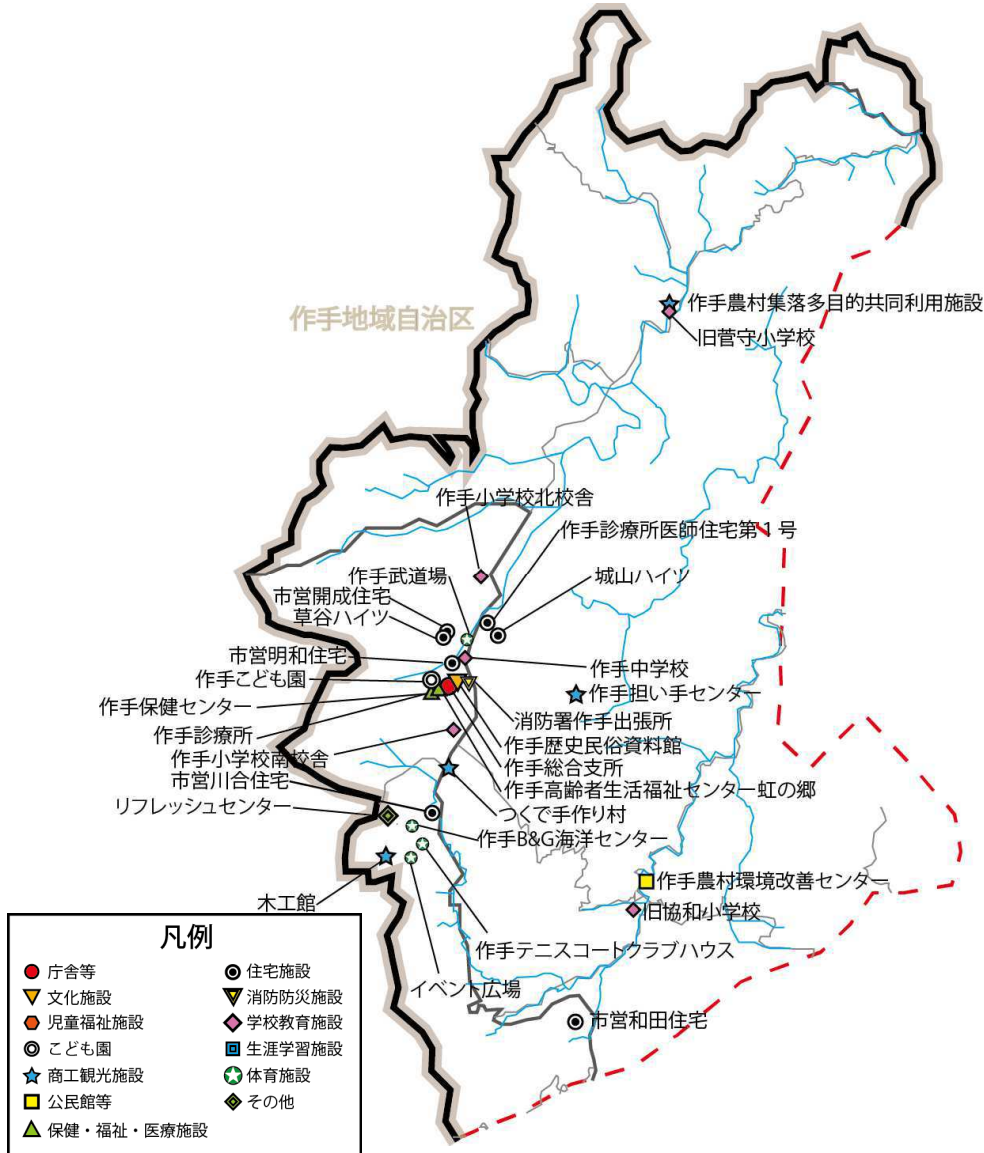 作手地域自治区
作手農村集落多目的共同利用施設
旧菅守小学校
作手小学校北校舎
作手診療所医師住宅第1号
作手武道場
城山ハイツ
市営開成住宅
草谷ハイツ
市営明和住宅
作手中学校
作手こども園
作手担い手センター
作手保健センター
消防署作手出張所
作手診療所
作手歴史民俗資料館
作手小学校南校舎
作手総合支所
市営川合住宅
作手高齢者生活福祉センター虹の郷
リフレッシュセンター
つくで手作り村
作手B&G海洋センター
作手農村環境改善センター
木工館
旧協和小学校
作手テニスコートクラブハウス
イベント広場
市営和田住宅
凡例
庁舎等
住宅施設
文化施設
消防防災施設
児童福祉施設
学校教育施設
こども園
生涯学習施設
商工観光施設
体育施設
公民館等
その他
保健・福祉・医療施設